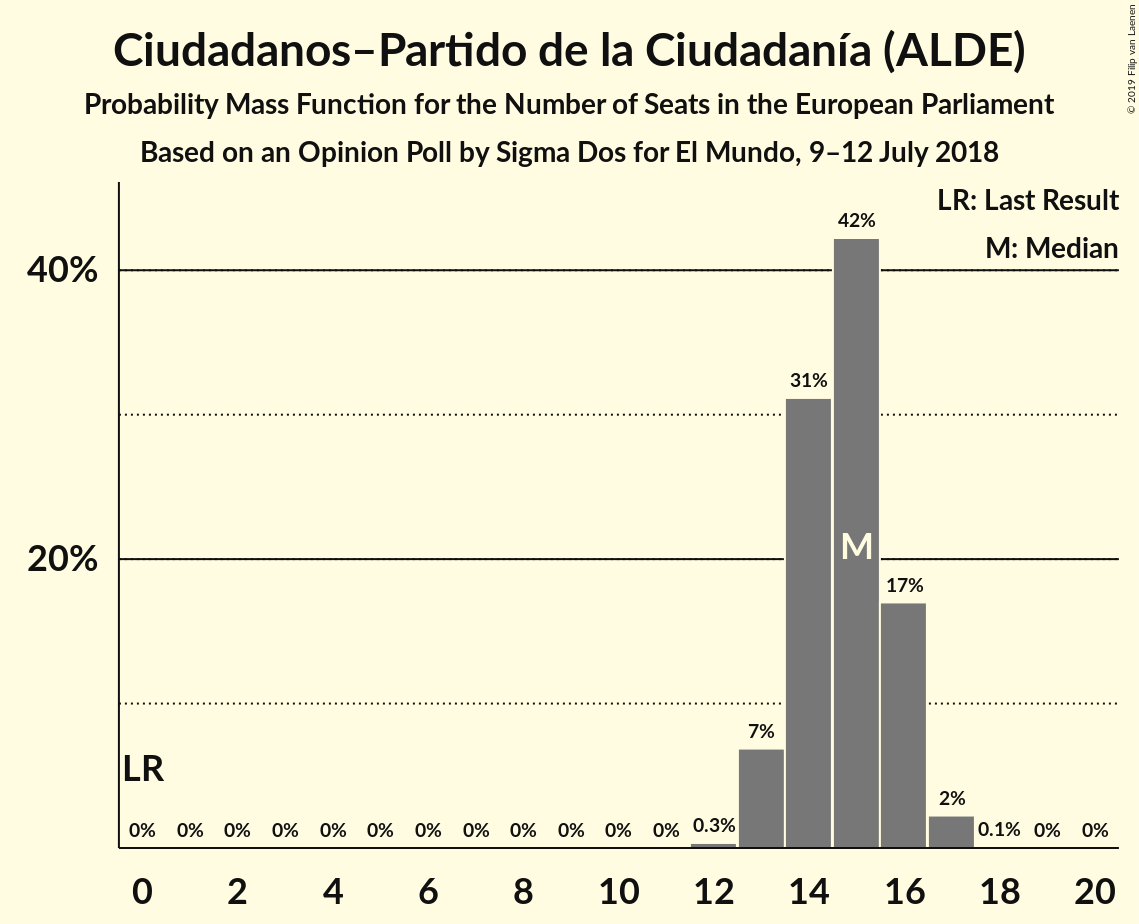 Ciudadanos–Partido de la Ciudadanía (ALDE)
Probability Mass Function for the Number of Seats in the European Parliament
Based on an Opinion Poll by Sigma Dos for El Mundo, 9–12 July 2018
© 2019 Filip van Laenen
LR: Last Result
M: Median
42%
40%
31%
M
20%
17%
7%
LR
2%
0% 0% 0% 0% 0% 0% 0% 0% 0% 0% 0% 0% 0.3% 0.1% 0% 0%
0 2 4 6 8 10 12 14 16 18 20